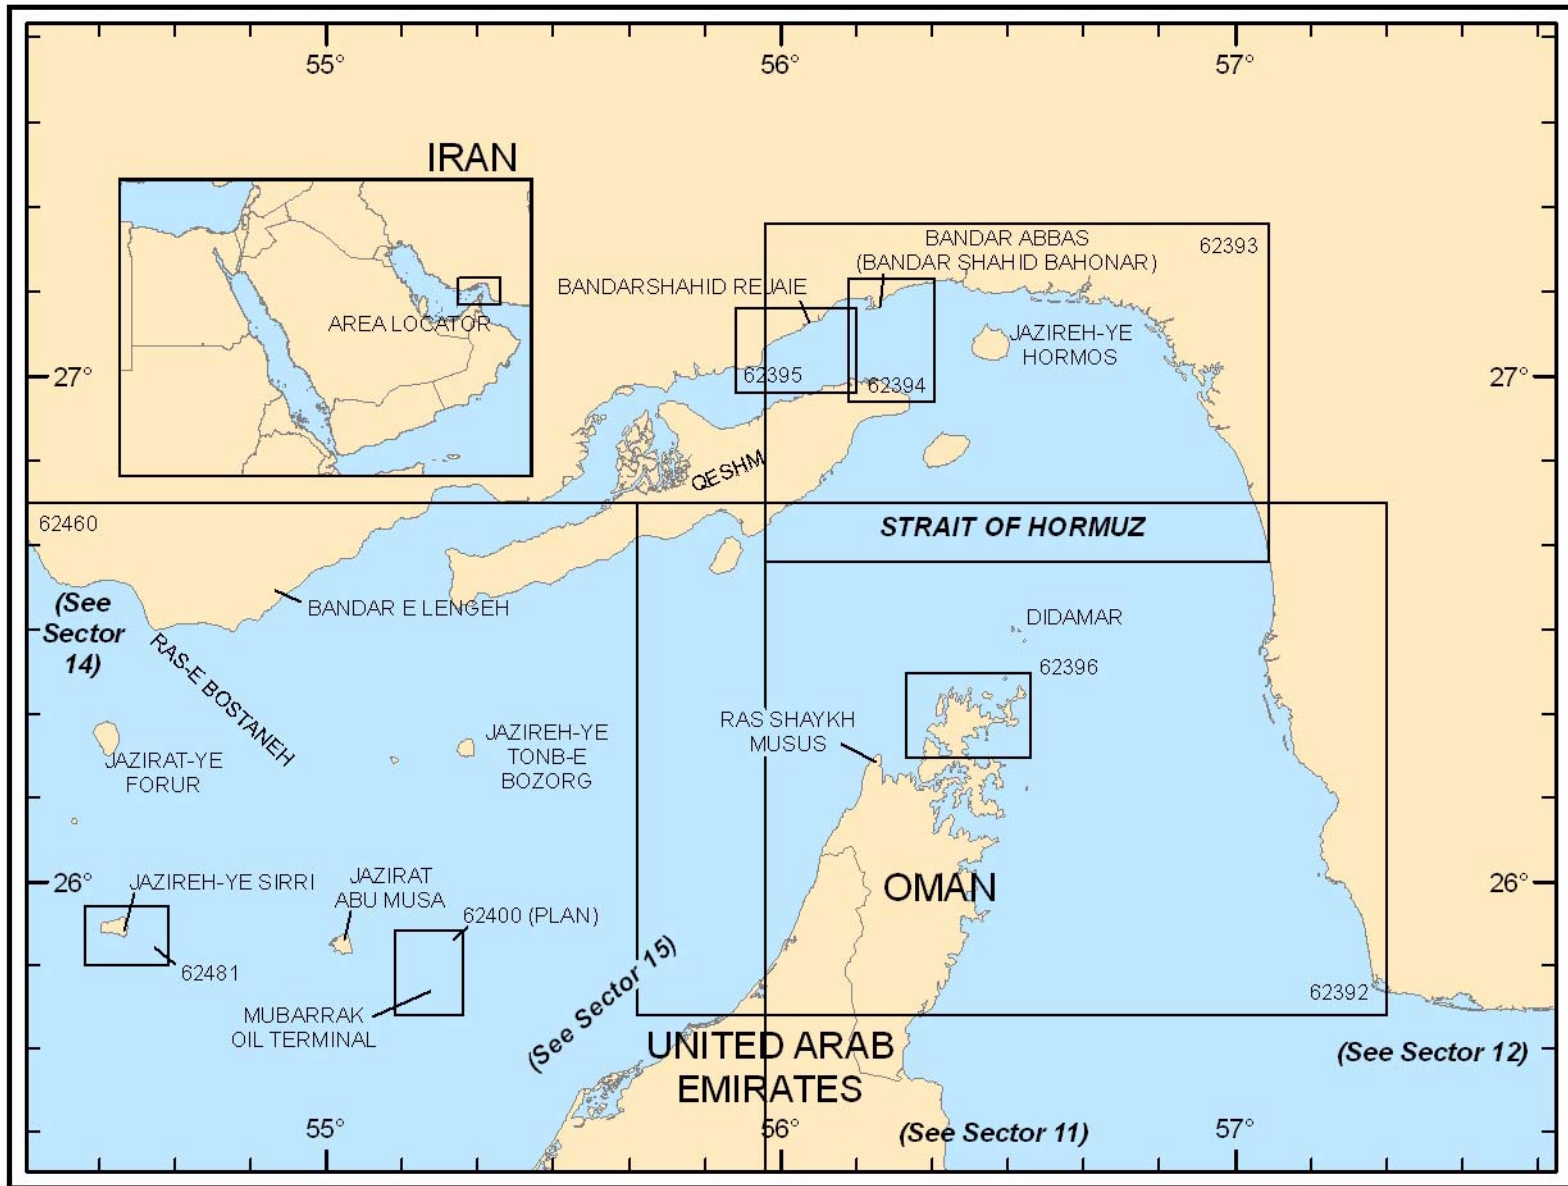 55°
56°
57°
IRAN
AREA LOCATOR
BANDAR ABBAS
(BANDAR SHAHID BAHONAR)
62393
BANDARSHAHID REJAIE
JAZIREH-YE
HORMOS
27°
27°
62395
62394
QESHM
62460
STRAIT OF HORMUZ
(See
Sector
14)
BANDAR E LENGEH
DIDAMAR
RAS-E BOSTANEH
62396
RAS SHAYKH
MUSUS
JAZIREH-YE
TONB-E
BOZORG
JAZIRAT-YE
FORUR
26°
26°
JAZIREH-YE SIRRI
JAZIRAT
ABU MUSA
OMAN
62400 (PLAN)
62481
MUBARRAK
OIL TERMINAL
(See Sector 15)
62392
UNITED ARAB
EMIRATES
(See Sector 12)
55°
56°
57°
(See Sector 11)